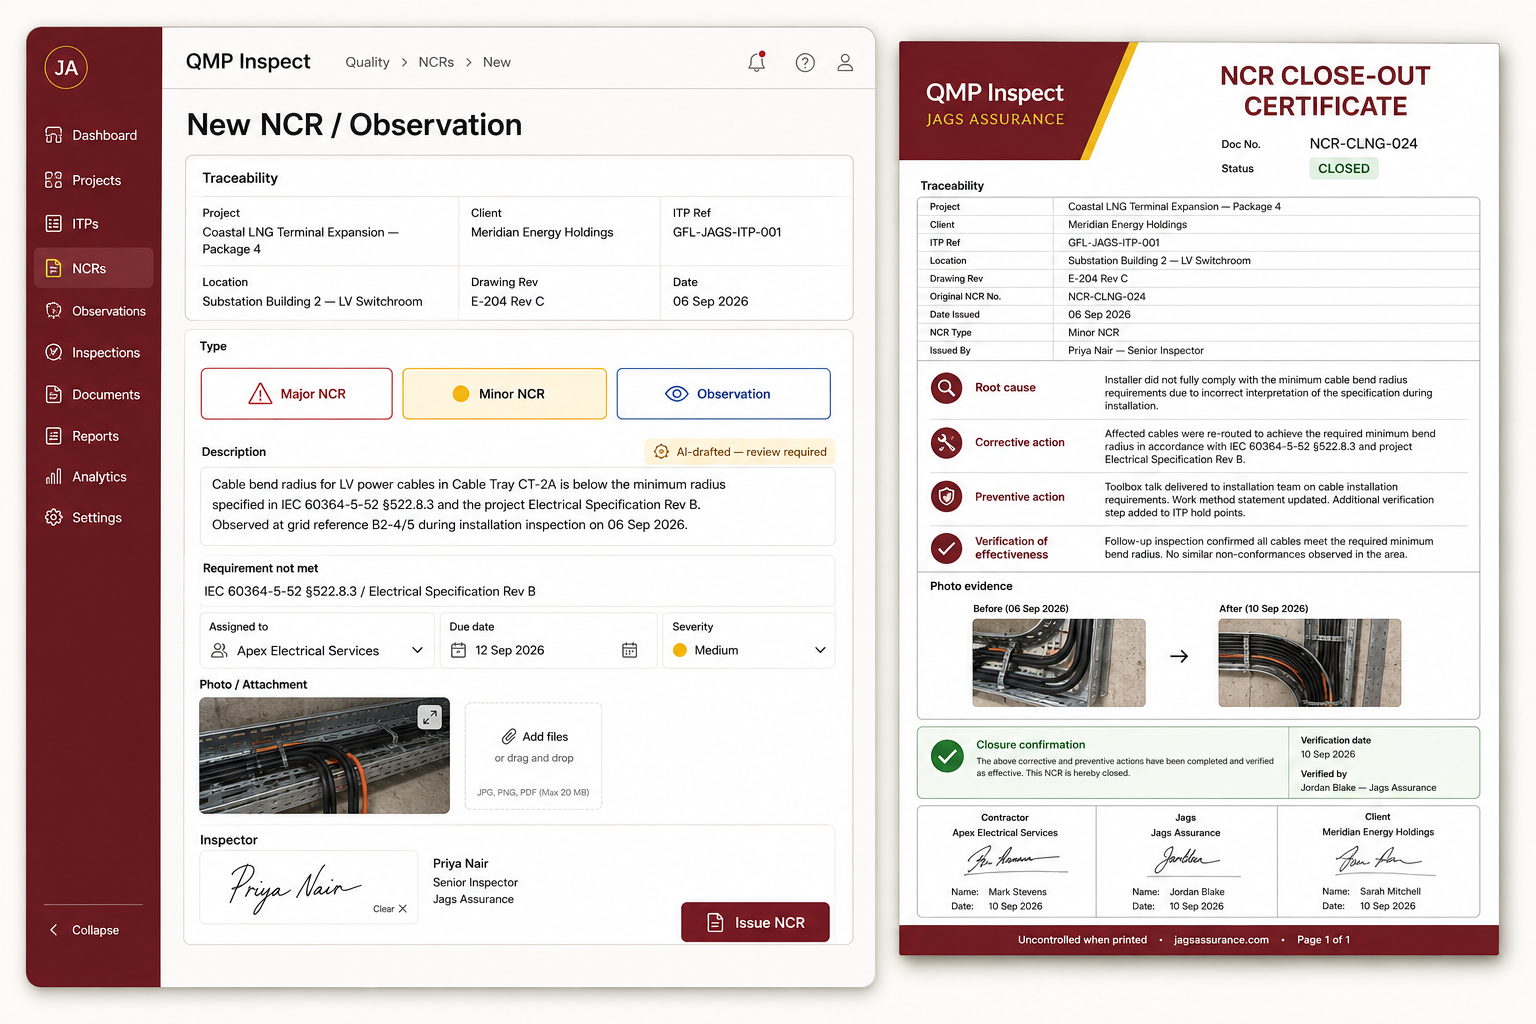 JA
Dashboard
Projects
ITPs
NCRs
Observations
Inspections
Documents
Reports
Analytics
Settings
Collapse
QMP Inspect
Quality > NCRs > New
New NCR / Observation
Traceability
Project
Coastal LNG Terminal Expansion —
Package 4
Client
Meridian Energy Holdings
ITP Ref
GFL-JAGS-ITP-001
Location
Substation Building 2 — LV Switchroom
Drawing Rev
E-204 Rev C
Date
06 Sep 2026
Type
Major NCR
Minor NCR
Observation
Description
AI-drafted — review required
Cable bend radius for LV power cables in Cable Tray CT-2A is below the minimum radius
specified in IEC 60364-5-52 §522.8.3 and the project Electrical Specification Rev B.
Observed at grid reference B2-4/5 during installation inspection on 06 Sep 2026.
Requirement not met
IEC 60364-5-52 §522.8.3 / Electrical Specification Rev B
Assigned to
Apex Electrical Services
Due date
12 Sep 2026
Severity
Medium
Photo / Attachment
Add files
or drag and drop
JPG, PNG, PDF (Max 20 MB)
Inspector
Priya Nair
Clear X
Priya Nair
Senior Inspector
Jags Assurance
Issue NCR
QMP Inspect
JAGS ASSURANCE
NCR CLOSE-OUT
CERTIFICATE
Doc No. NCR-CLNG-024
Status CLOSED
Traceability
Project Coastal LNG Terminal Expansion — Package 4
Client Meridian Energy Holdings
ITP Ref GFL-JAGS-ITP-001
Location Substation Building 2 — LV Switchroom
Drawing Rev E-204 Rev C
Original NCR No. NCR-CLNG-024
Date Issued 06 Sep 2026
NCR Type Minor NCR
Issued By Priya Nair — Senior Inspector
Root cause
Installer did not fully comply with the minimum cable bend radius
requirements due to incorrect interpretation of the specification during
installation.
Corrective action
Affected cables were re-routed to achieve the required minimum bend
radius in accordance with IEC 60364-5-52 §522.8.3 and project
Electrical Specification Rev B.
Preventive action
Toolbox talk delivered to installation team on cable installation
requirements. Work method statement updated. Additional verification
step added to ITP hold points.
Verification of
effectiveness
Follow-up inspection confirmed all cables meet the required minimum
bend radius. No similar non-conformances observed in the area.
Photo evidence
Before (06 Sep 2026)
After (10 Sep 2026)
Closure confirmation
The above corrective and preventive actions have been completed and verified
as effective. This NCR is hereby closed.
Verification date
10 Sep 2026
Verified by
Jordan Blake — Jags Assurance
Contractor
Apex Electrical Services
Name: Mark Stevens
Date: 10 Sep 2026
Jags
Jags Assurance
Name: Jordan Blake
Date: 10 Sep 2026
Client
Meridian Energy Holdings
Name: Sarah Mitchell
Date: 10 Sep 2026
Uncontrolled when printed • jagsassurance.com • Page 1 of 1